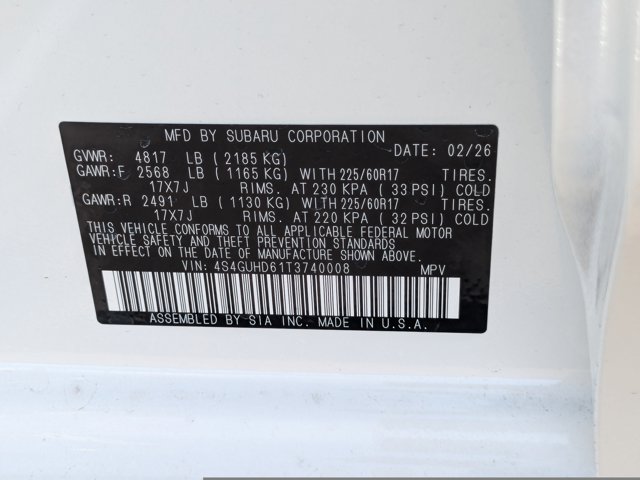 MFD BY SUBARU CORPORATION
GVWR: 4817 LB (2185 KG) DATE: 02/26
GAWR:F 2568 LB (1165 KG) WITH 225/60R17 TIRES.
17X7J RIMS. AT 230 KPA (33 PSI) COLD
GAWR:R 2491 LB (1130 KG) WITH 225/60R17 TIRES.
17X7J RIMS. AT 220 KPA (32 PSI) COLD
THIS VEHICLE CONFORMS TO ALL APPLICABLE FEDERAL MOTOR
VEHICLE SAFETY AND THEFT PREVENTION STANDARDS
IN EFFECT ON THE DATE OF MANUFACTURE SHOWN ABOVE.
VIN: 4S4GUHD61T3740008 MPV
ASSEMBLED BY SIA INC. MADE IN U.S.A.